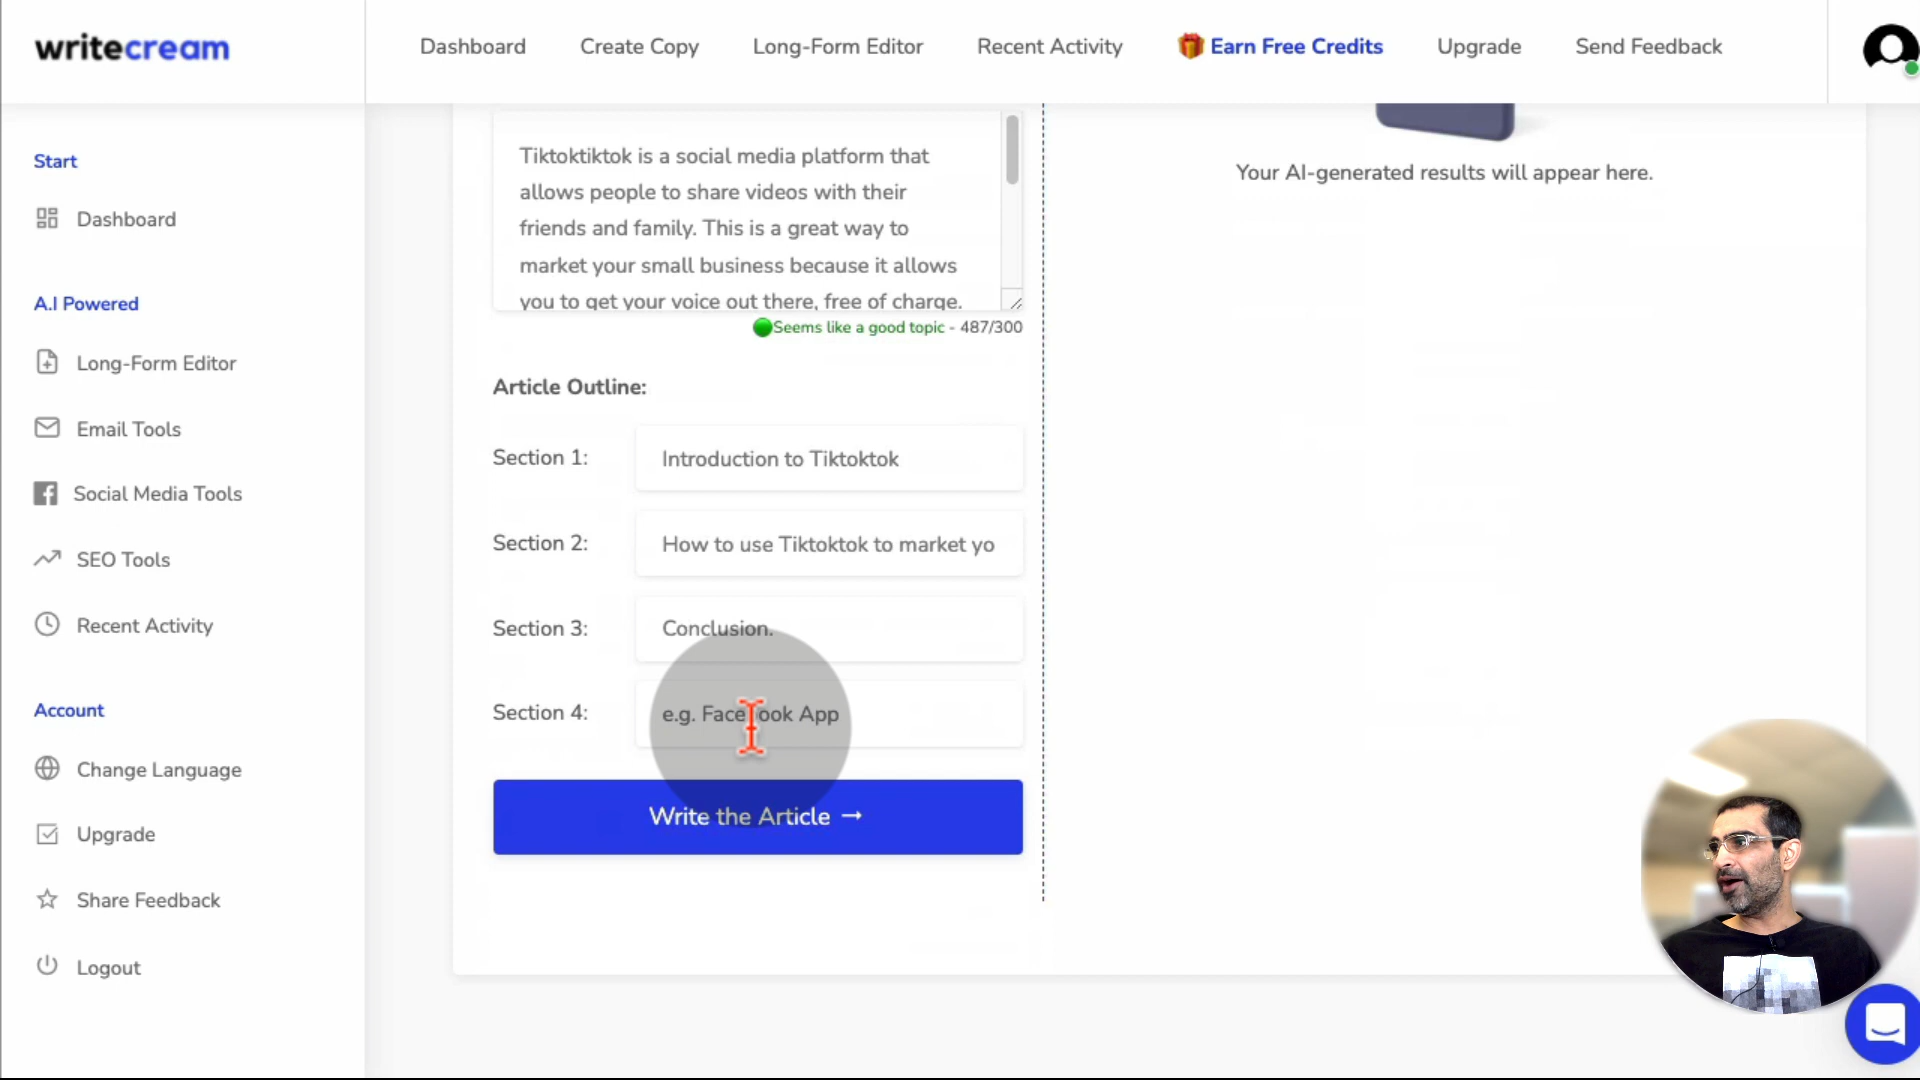 writecream
Dashboard
Create Copy
Long-Form Editor
Recent Activity
Earn Free Credits
Upgrade
Send Feedback
Start
Dashboard
A.I Powered
Long-Form Editor
Email Tools
Social Media Tools
SEO Tools
Recent Activity
Account
Change Language
Upgrade
Share Feedback
Logout
Tiktoktiktok is a social media platform that
allows people to share videos with their
friends and family. This is a great way to
market your small business because it allows
you to get your voice out there, free of charge.
Seems like a good topic - 487/300
Article Outline:
Section 1: Introduction to Tiktoktok
Section 2: How to use Tiktoktok to market yo
Section 3: Conclusion.
Section 4: e.g. Facebook App
Write the Article →
Your AI-generated results will appear here.